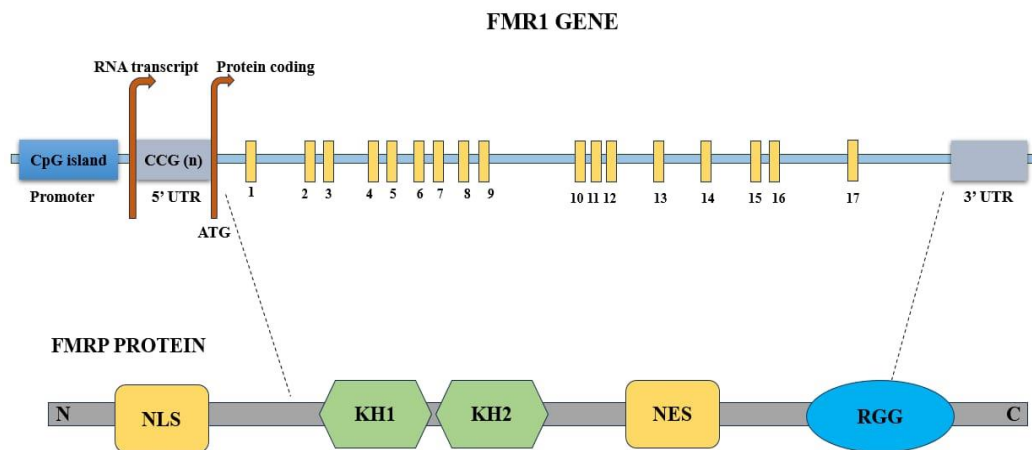 FMR1 GENE
RNA transcript
Protein coding
CpG island
CCG (n)
1
2
3
4
5
6
7
8
9
10
11
12
13
14
15
16
17
Promoter
5’ UTR
3’ UTR
ATG
FMRP PROTEIN
N
NLS
KH1
KH2
NES
RGG
C